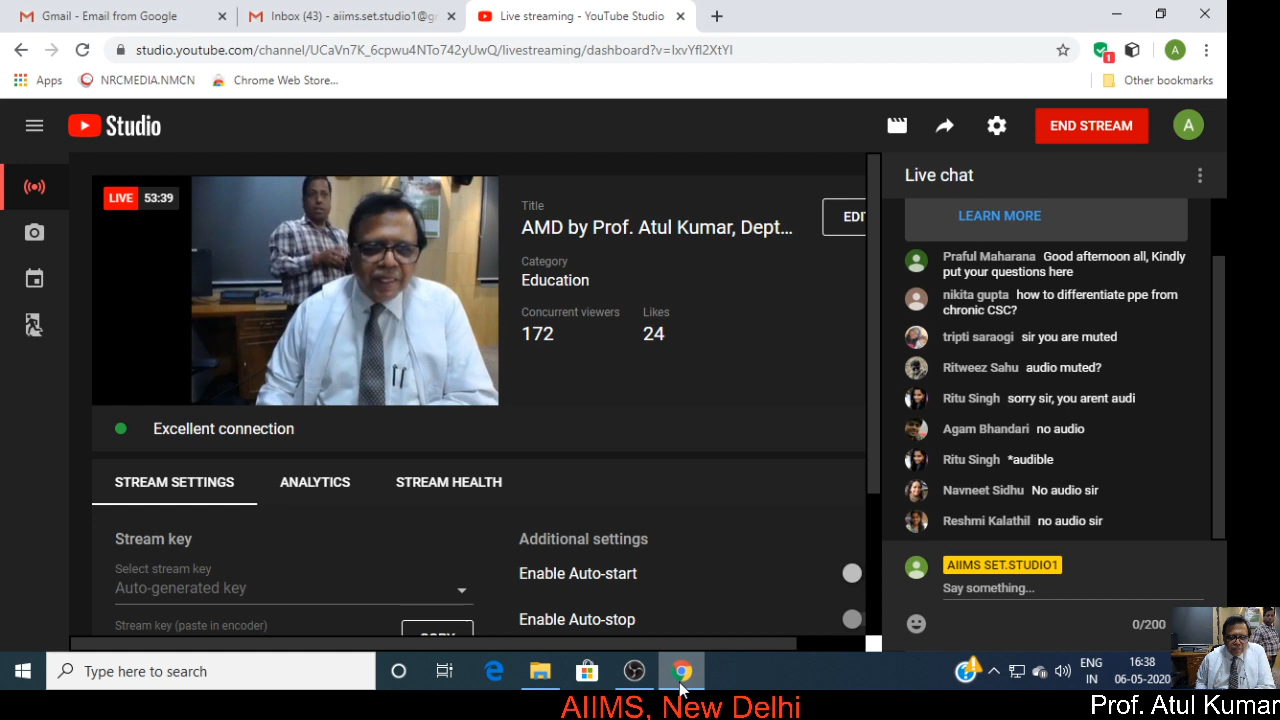 Gmail - Email from Google
Inbox (43) - aiims.set.studio1@g
Live streaming - YouTube Studio
studio.youtube.com/channel/UCaVn7K_6cpwu4NTo742yUwQ/livestreaming/dashboard?v=IxvYfl2XtYI
1
A
Apps
NRCMEDIA.NMCN
Chrome Web Store...
Other bookmarks
Studio
END STREAM
A
LIVE 53:39
Title
AMD by Prof. Atul Kumar, Dept...
EDI
Category
Education
Concurrent viewers
Likes
172
24
Excellent connection
STREAM SETTINGS
ANALYTICS
STREAM HEALTH
Stream key
Select stream key
Auto-generated key
Stream key (paste in encoder)
COPY
Additional settings
Enable Auto-start
Enable Auto-stop
Live chat
LEARN MORE
Praful Maharana Good afternoon all, Kindly
put your questions here
nikita gupta how to differentiate ppe from
chronic CSC?
tripti saraogi sir you are muted
Ritweez Sahu audio muted?
Ritu Singh sorry sir, you arent audi
Agam Bhandari no audio
Ritu Singh *audible
Navneet Sidhu No audio sir
Reshmi Kalathil no audio sir
AIIMS SET.STUDIO1
Say something...
0/200
Type here to search
ENG
IN
16:38
06-05-2020
AIIMS, New Delhi
Prof. Atul Kumar